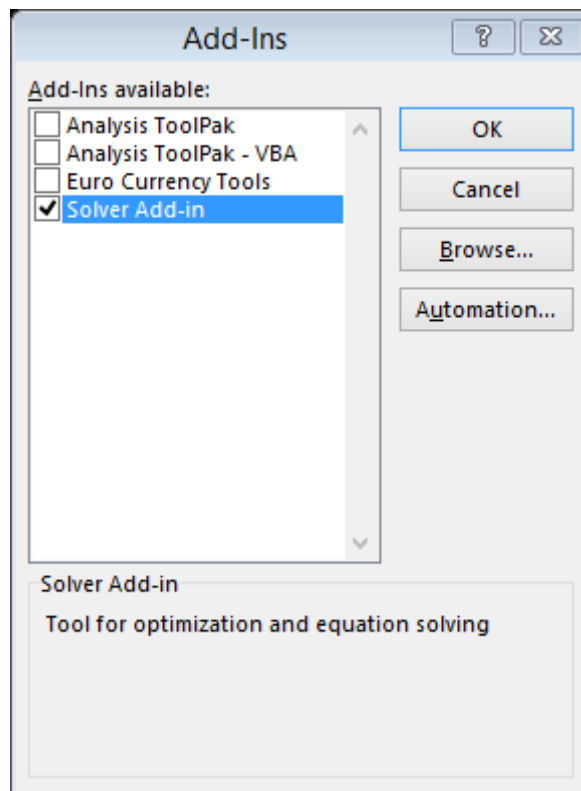 Add-Ins
?
Add-Ins available:
Analysis ToolPak
Analysis ToolPak - VBA
Euro Currency Tools
Solver Add-in
OK
Cancel
Browse...
Automation...
Solver Add-in
Tool for optimization and equation solving